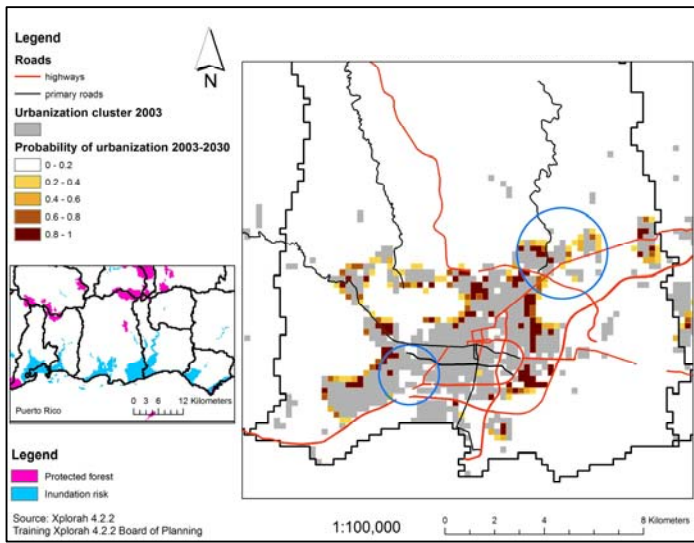 Legend
Roads
highways
primary roads
Urbanization cluster 2003
Probability of urbanization 2003-2030
0 - 0.2
0.2 - 0.4
0.4 - 0.6
0.6 - 0.8
0.8 - 1
N
0 3 6 12 Kilometers
Puerto Rico
Legend
Protected forest
Inundation risk
Source: Xplorah 4.2.2
Training Xplorah 4.2.2 Board of Planning
1:100,000
0 2 4 8 Kilometers